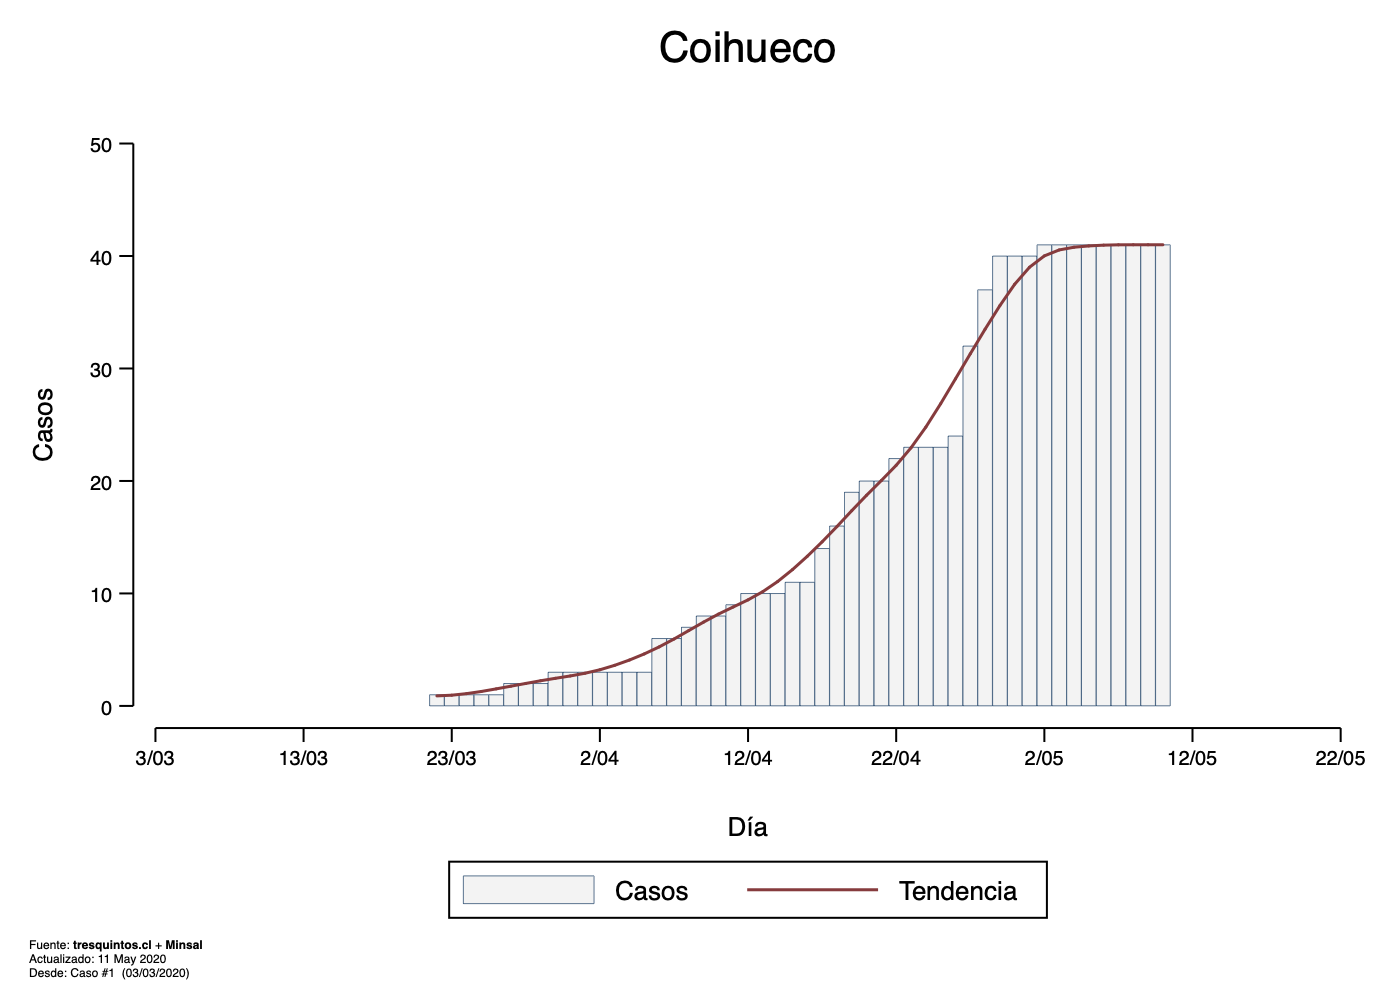 Coihueco
50
40
30
20
10
0
Casos
3/03 13/03 23/03 2/04 12/04 22/04 2/05 12/05 22/05
Día
Casos Tendencia
Fuente: tresquintos.cl + Minsal
Actualizado: 11 May 2020
Desde: Caso #1 (03/03/2020)